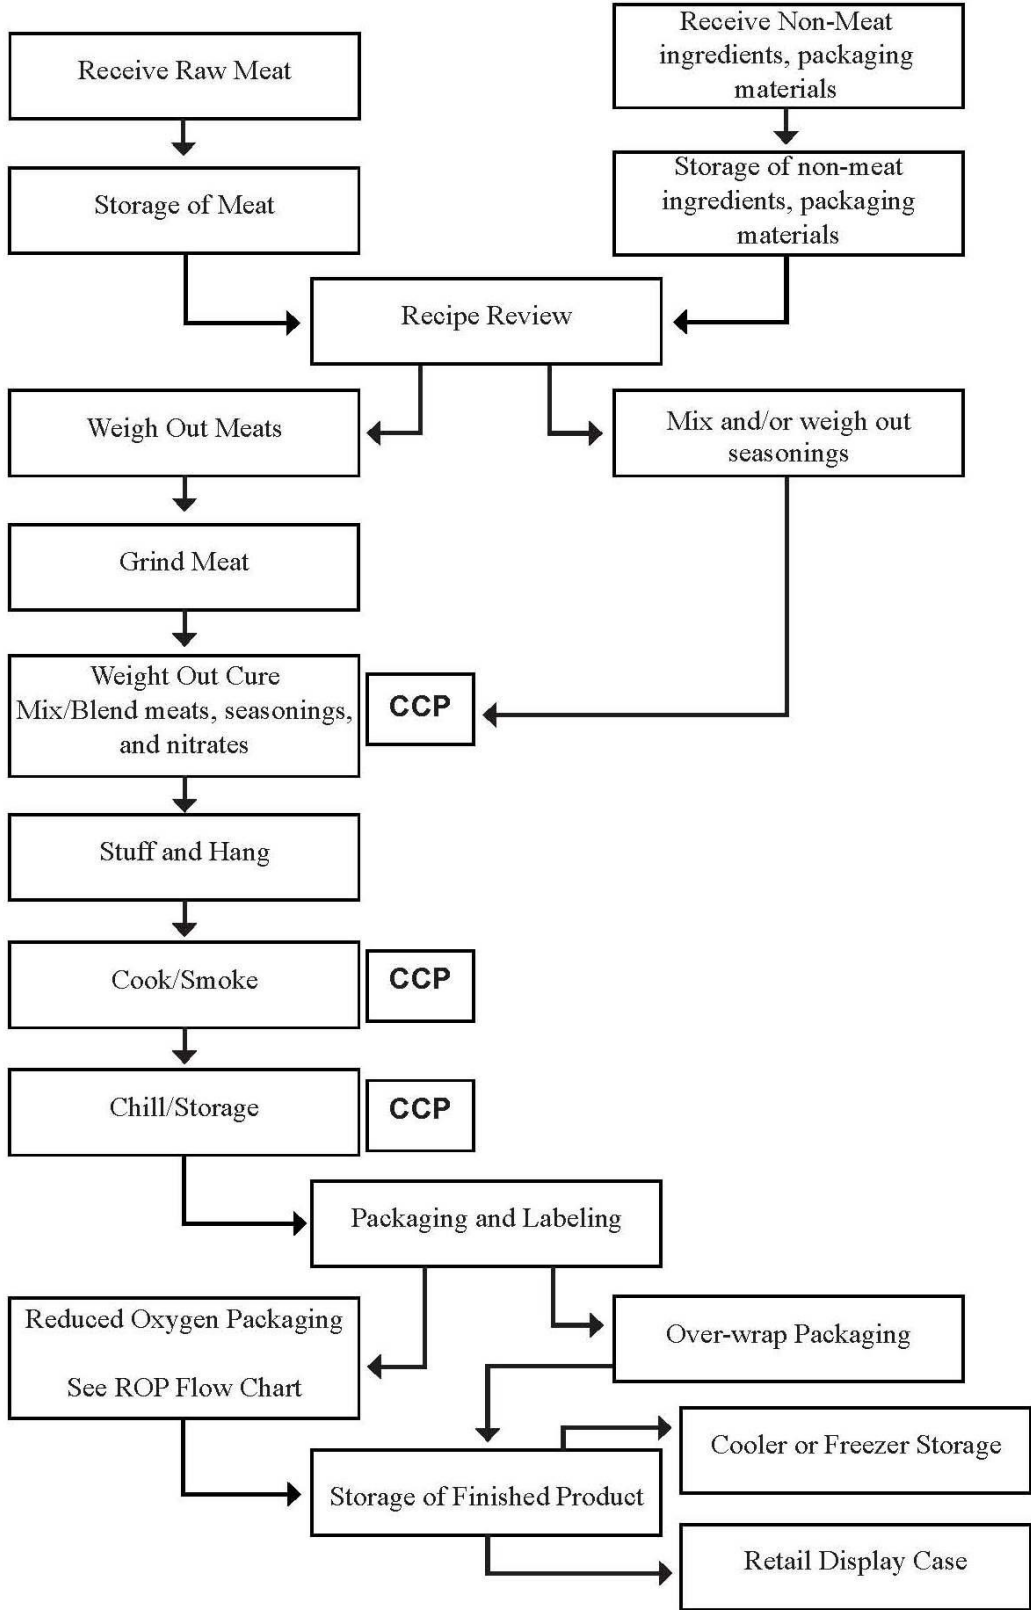 Receive Raw Meat
Receive Non-Meat
ingredients, packaging
materials
Storage of Meat
Storage of non-meat
ingredients, packaging
materials
Recipe Review
Weigh Out Meats
Mix and/or weigh out
seasonings
Grind Meat
Weight Out Cure
Mix/Blend meats, seasonings,
and nitrates
CCP
Stuff and Hang
Cook/Smoke
CCP
Chill/Storage
CCP
Packaging and Labeling
Reduced Oxygen Packaging
See ROP Flow Chart
Over-wrap Packaging
Cooler or Freezer Storage
Storage of Finished Product
Retail Display Case